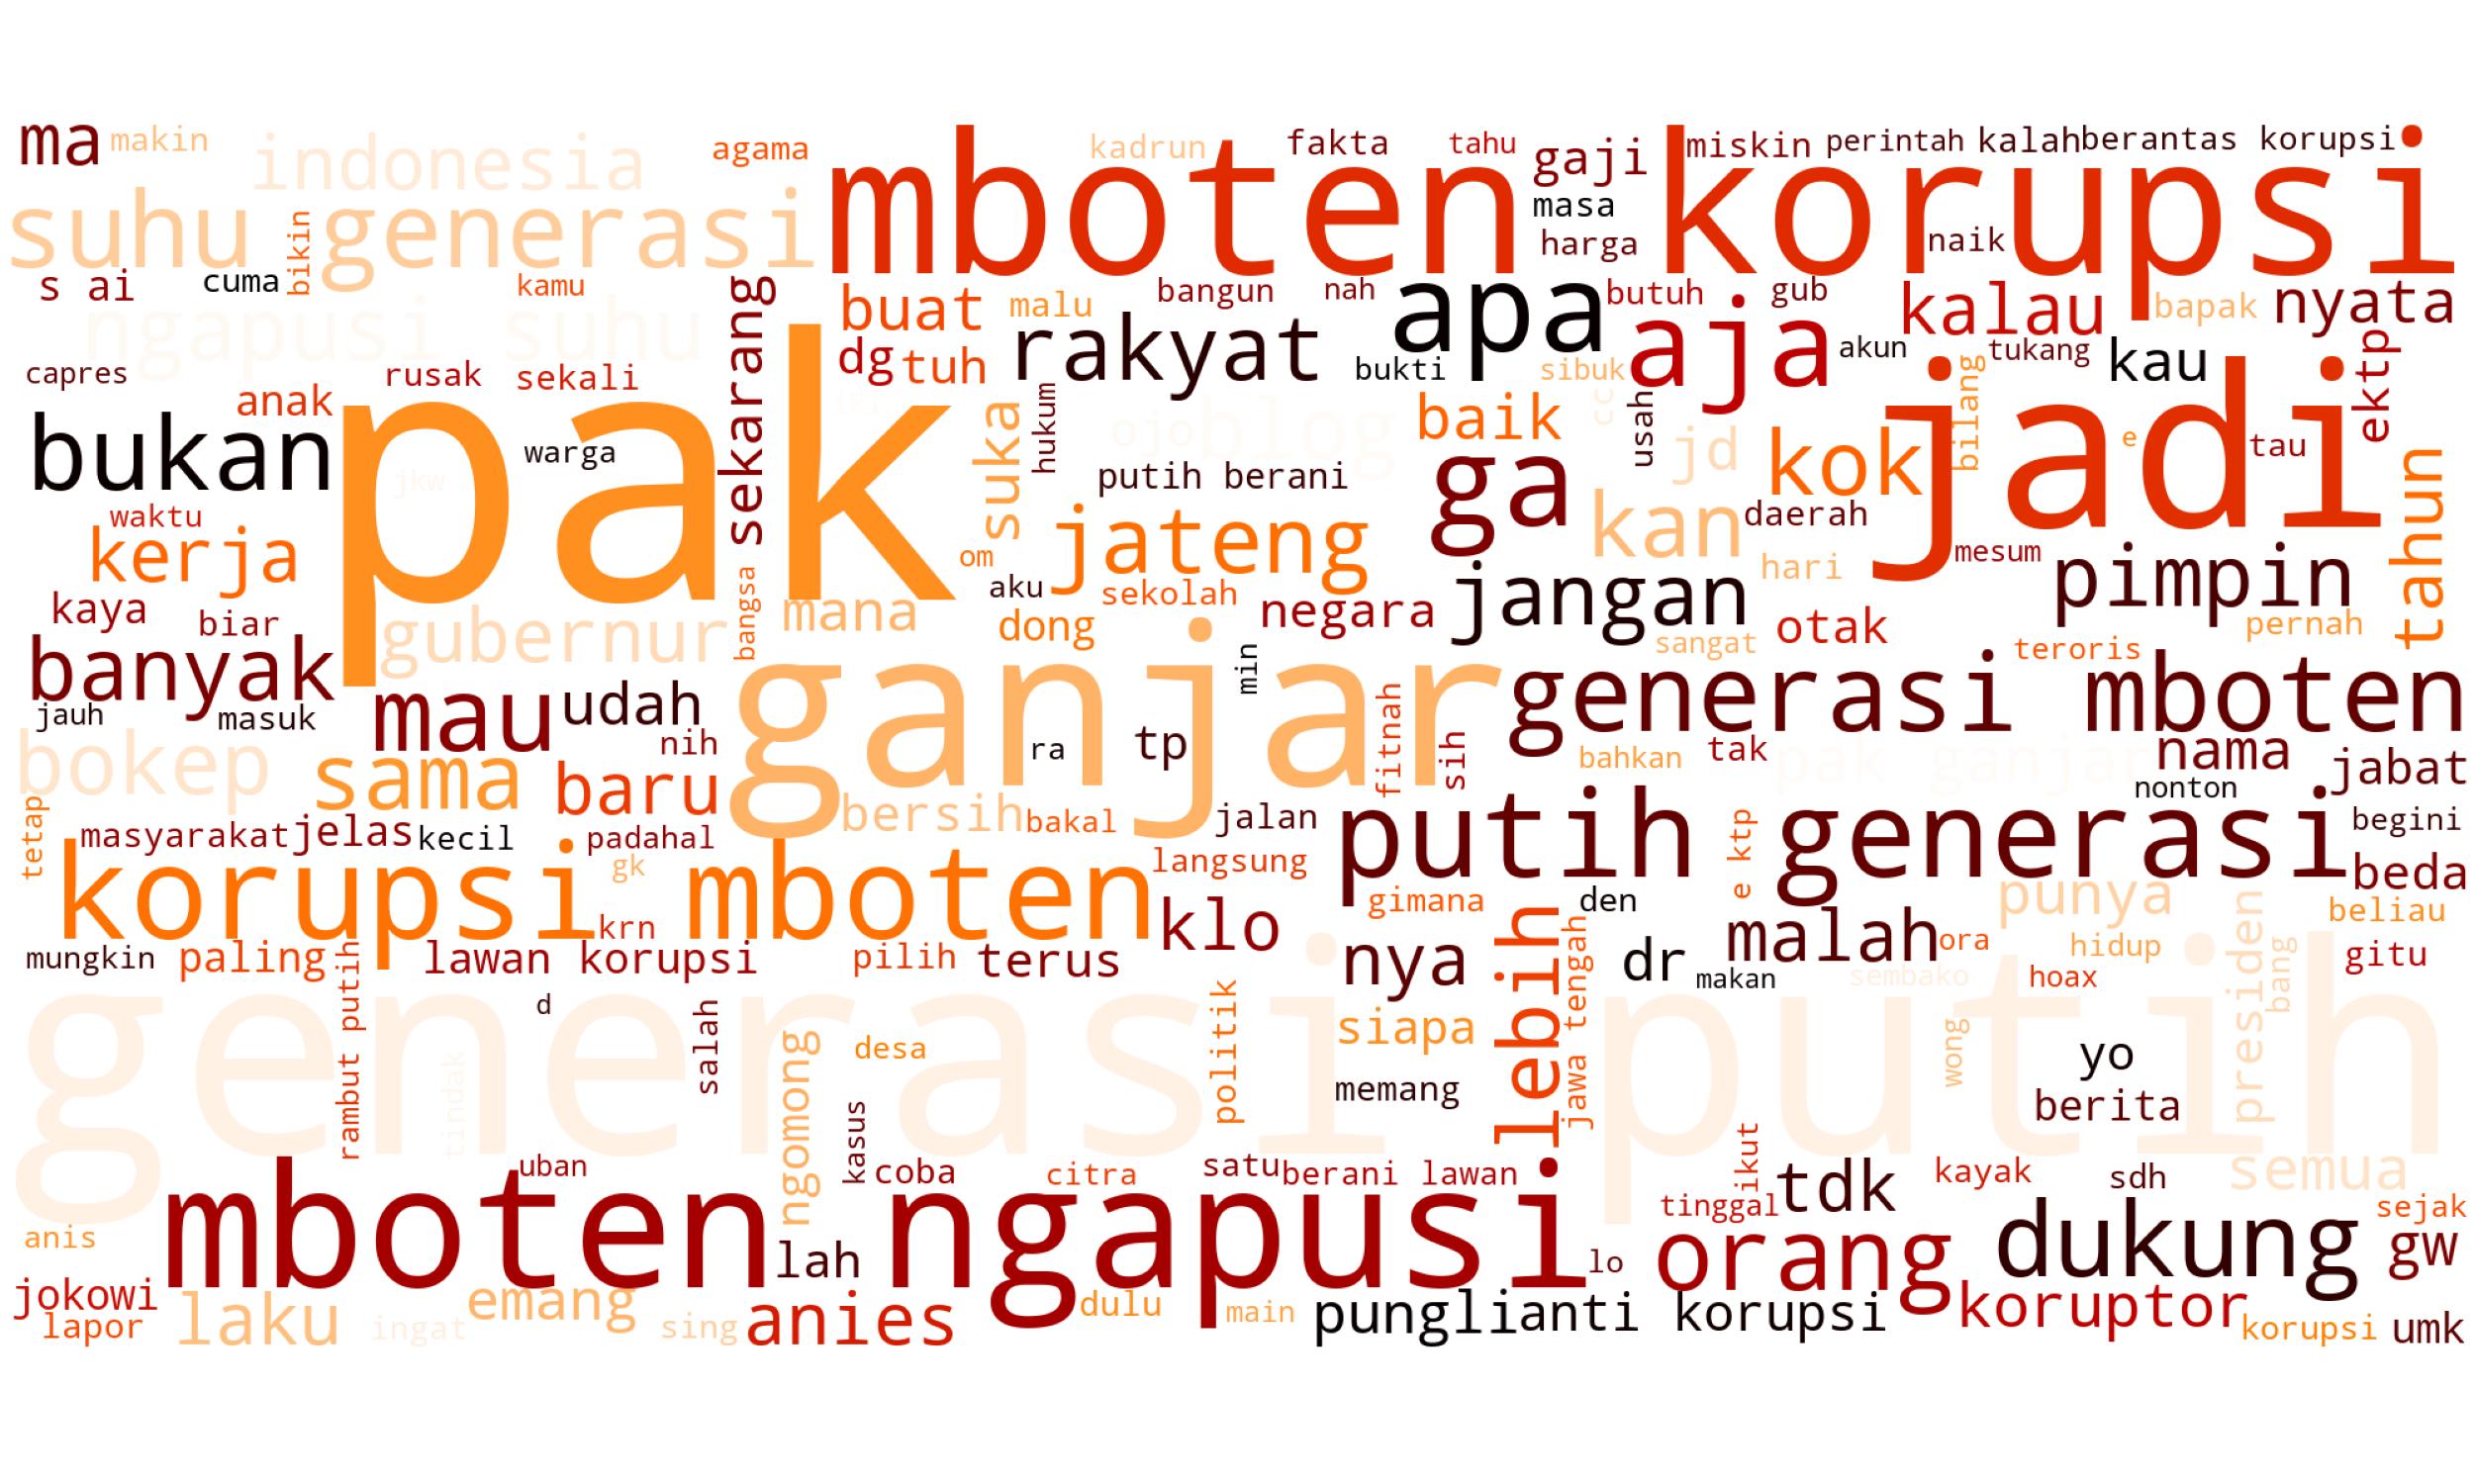 ma
makin
indonesia
agama
mboten korupsi
kadrun
fakta
tahu
gaji
miskin
perintah
kalah
berantas korupsi
suhu
bikin
generasi
masa
harga
naik
s ai
cuma
kamu
sekarang
buat
malu
bangun
nah
apa
butuh
gub
kalau
bapak
nyata
ngapusi suhu
dg
tuh
rakyat
bukti
sibuk
aja
akun
tukang
kau
ektp
capres
anak
rusak
sekali
pak
bukan
warga
jkw
suka
hukum
ojo
blog
baik
cc
usah
jd
kok
bilang
jadi
e
tau
putih berani
ga
waktu
kerja
om
jateng
kan
daerah
mesum
tahun
kaya
biar
gubernur
bangsa
mana
aku
sekolah
dong
negara
jangan
hari
otak
pimpin
sangat
pernah
teroris
banyak
jauh
masuk
mau
udah
nih
ganjar
min
ra
tp
fitnah
sih
generasi mboten
bahkan
tak
pak ganjar
nama
nonton
jabat
bokep
sama
baru
bersih
bakal
jalan
putih generasi
begini
tetap
masyarakat
jelas
kecil
padahal
korupsi mboten
gk
langsung
gimana
den
e ktp
punya
beda
beliau
krn
klo
mungkin
paling
lawan korupsi
pilih
terus
nya
lebih
dr
makan
malah
ora
sembako
hidup
hoax
presiden
bang
gitu
generasi putih
rambut putih
tindak
d
salah
ngomong
desa
politik
siapa
memang
jawa tengah
wong
yo
berita
uban
kasus
coba
citra
satu
berani lawan
ikut
tinggal
tdk
kayak
sdh
semua
sejak
anis
mboten ngapusi
lah
lo
orang
dukung
gw
jokowi
lapor
laku
emang
ingat
sing
anies
dulu
main
pungli
anti korupsi
koruptor
korupsi
umk